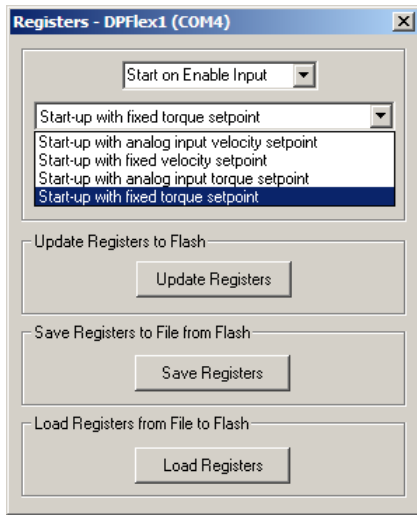 Registers - DPFlex1 (COM4)
Start on Enable Input
Start-up with fixed torque setpoint
Start-up with analog input velocity setpoint
Start-up with fixed velocity setpoint
Start-up with analog input torque setpoint
Start-up with fixed torque setpoint
Update Registers to Flash
Update Registers
Save Registers to File from Flash
Save Registers
Load Registers from File to Flash
Load Registers